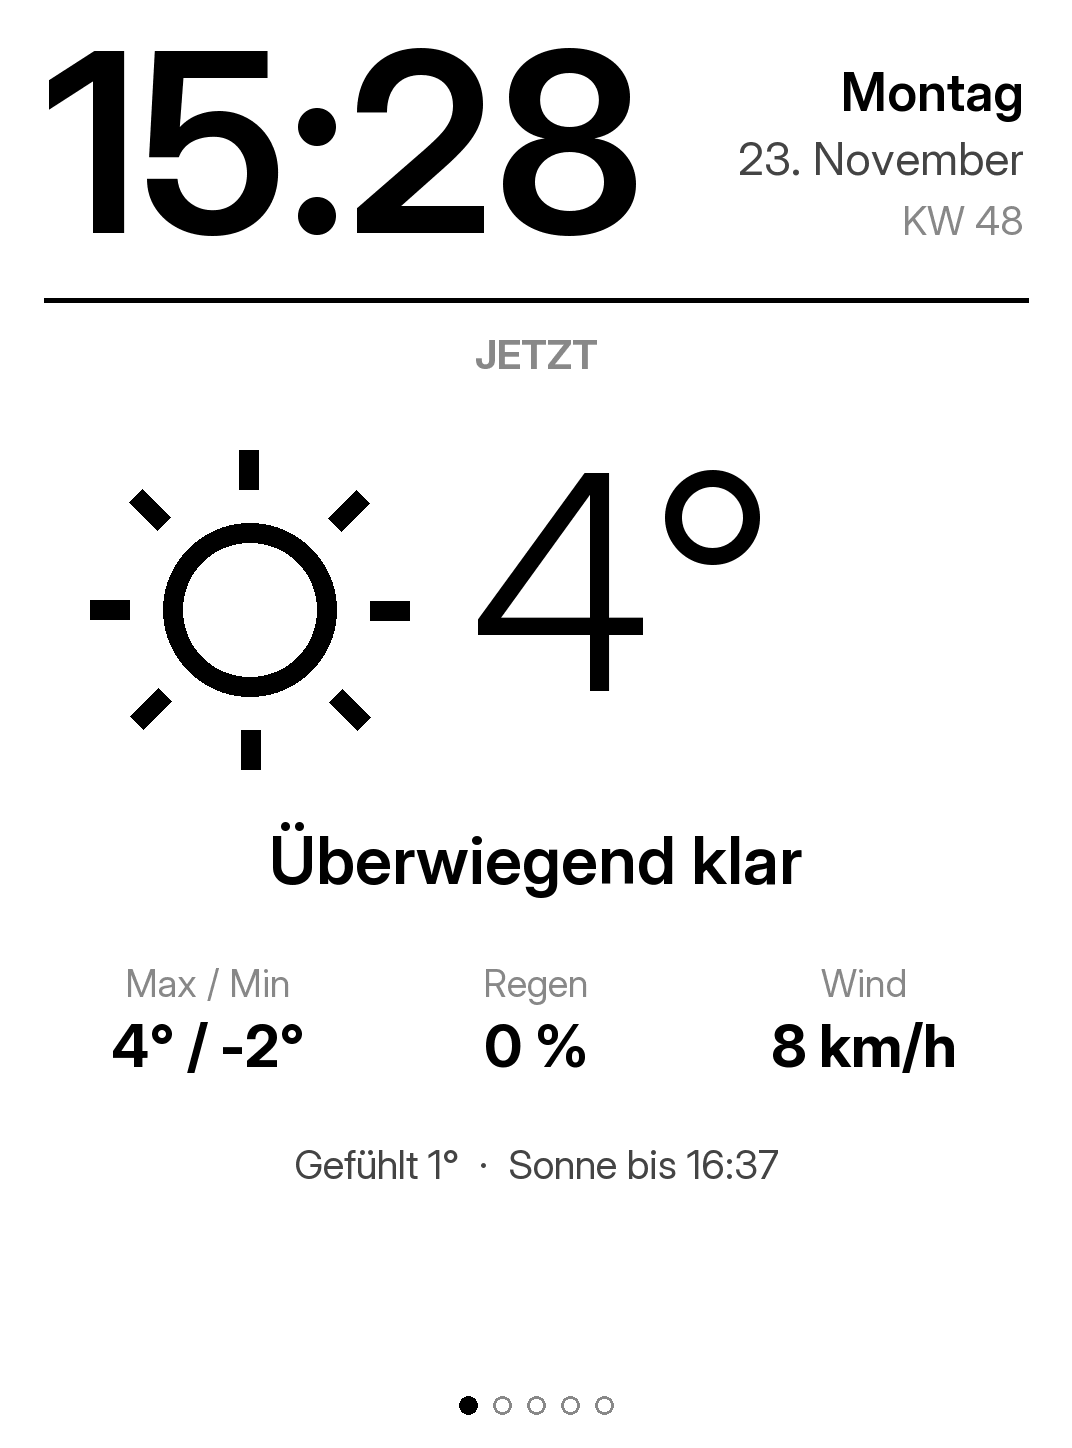 15:28
Montag
23. November
KW 48
JETZT
4°
Überwiegend klar
Max / Min
4° / -2°
Regen
0 %
Wind
8 km/h
Gefühlt 1° · Sonne bis 16:37